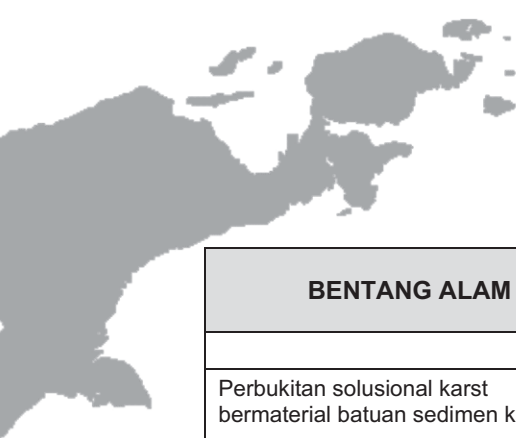 BENTANG ALAM
Perbukitan solusional karst
bermaterial batuan sedimen